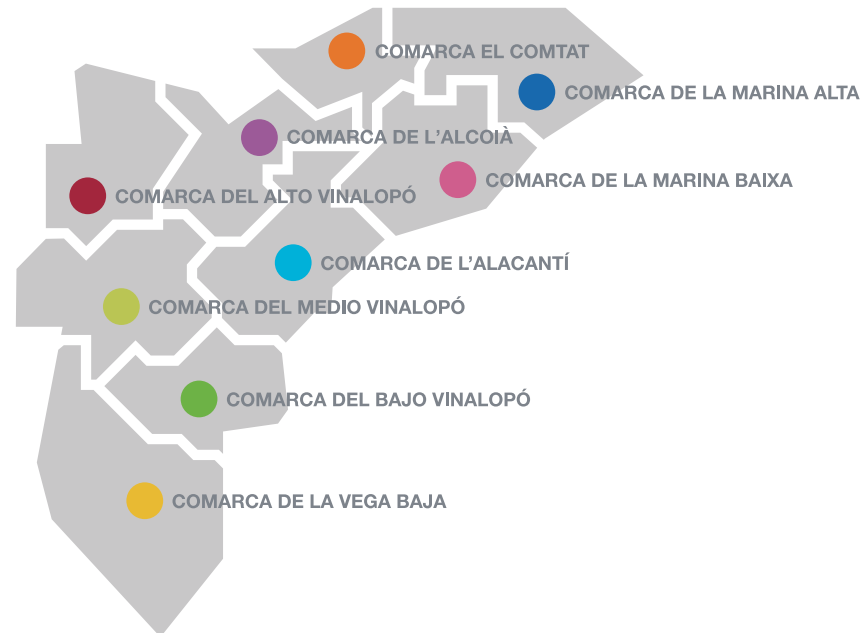 COMARCA EL COMTAT
COMARCA DE LA MARINA ALTA
COMARCA DE L'ALCOIÀ
COMARCA DE LA MARINA BAIXA
COMARCA DEL ALTO VINALOPÓ
COMARCA DE L'ALACANTÍ
COMARCA DEL MEDIO VINALOPÓ
COMARCA DEL BAJO VINALOPÓ
COMARCA DE LA VEGA BAJA